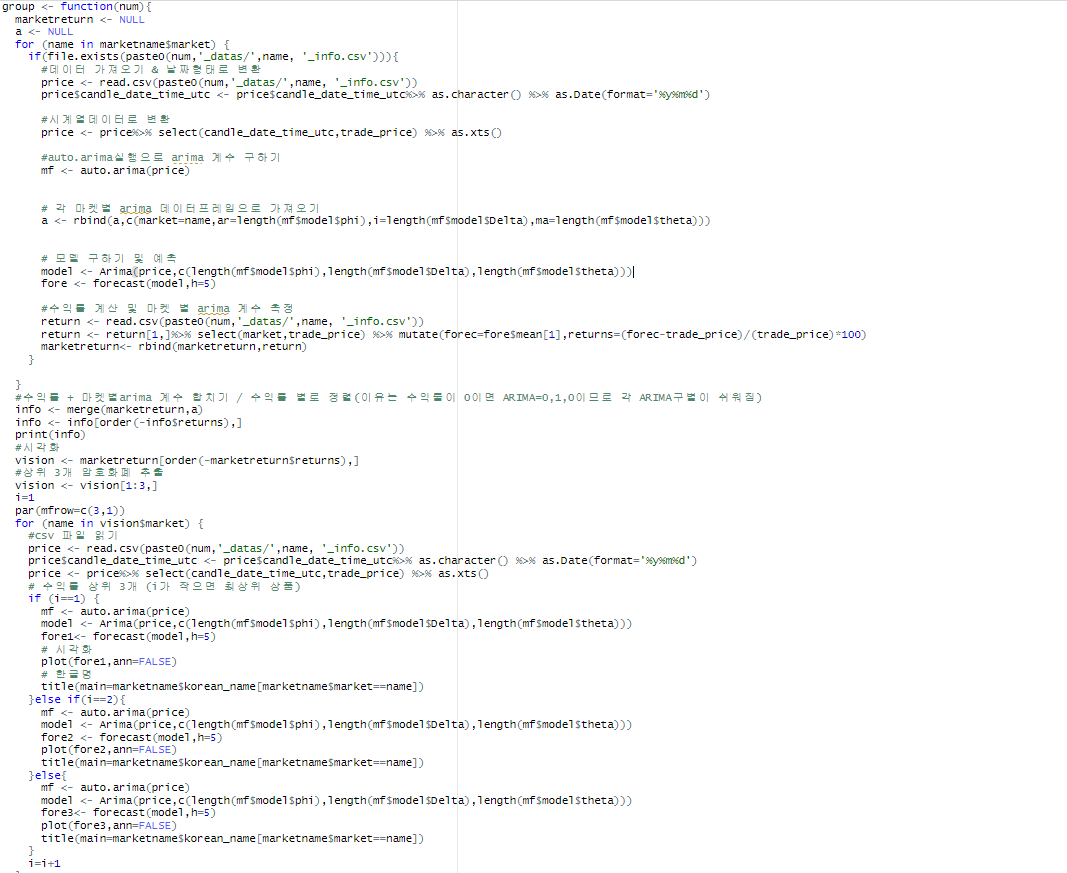 group <- function(num){
  marketreturn <- NULL
  a <- NULL
  for (name in marketname$market) {
    if(file.exists(paste0(num,'_datas/',name, '_info.csv'))){
      #데이터 가져오기 & 날짜형태로 변환
      price <- read.csv(paste0(num,'_datas/',name, '_info.csv'))
      price$candle_date_time_utc <- price$candle_date_time_utc%>% as.character() %>% as.Date(format='%y%m%d')
      #시계열데이터로 변환
      price <- price%>% select(candle_date_time_utc,trade_price) %>% as.xts()
      #auto.arima실행으로 arima 계수 구하기
      mf <- auto.arima(price)
      # 각 마켓별 arima 데이터프레임으로 가져오기
      a <- rbind(a,c(market=name,ar=length(mf$model$phi),i=length(mf$model$Delta),ma=length(mf$model$theta)))
      # 모델 구하기 및 예측
      model <- Arima(price,c(length(mf$model$phi),length(mf$model$Delta),length(mf$model$theta)))
      fore <- forecast(model,h=5)
      #수익률 계산 및 마켓 별 arima 계수 측정
      return <- read.csv(paste0(num,'_datas/',name, '_info.csv'))
      return <- return[1,]%>% select(market,trade_price) %>% mutate(forec=fore$mean[1],returns=(forec-trade_price)/(trade_price)*100)
      marketreturn<- rbind(marketreturn,return)
    }
  }
  #수익률 + 마켓별arima 계수 합치기 / 수익률 별로 정렬(이유는 수익률이 0이면 ARIMA=0,1,0이므로 각 ARIMA구별이 쉬워짐)
  info <- merge(marketreturn,a)
  info <- info[order(-info$returns),]
  print(info)
  #시각화
  vision <- marketreturn[order(-marketreturn$returns),]
  #상위 3개 암호화폐 추출
  vision <- vision[1:3,]
  i=1
  par(mfrow=c(3,1))
  for (name in vision$market) {
    #csv 파일 읽기
    price <- read.csv(paste0(num,'_datas/',name, '_info.csv'))
    price$candle_date_time_utc <- price$candle_date_time_utc%>% as.character() %>% as.Date(format='%y%m%d')
    price <- price%>% select(candle_date_time_utc,trade_price) %>% as.xts()
    # 수익률 상위 3개 (i가 작으면 최상위 상품)
    if (i==1) {
      mf <- auto.arima(price)
      model <- Arima(price,c(length(mf$model$phi),length(mf$model$Delta),length(mf$model$theta)))
      fore1<- forecast(model,h=5)
      # 시각화
      plot(fore1,ann=FALSE)
      # 한글명
      title(main=marketname$korean_name[marketname$market==name])
    }else if(i==2){
      mf <- auto.arima(price)
      model <- Arima(price,c(length(mf$model$phi),length(mf$model$Delta),length(mf$model$theta)))
      fore2 <- forecast(model,h=5)
      plot(fore2,ann=FALSE)
      title(main=marketname$korean_name[marketname$market==name])
    }else{
      mf <- auto.arima(price)
      model <- Arima(price,c(length(mf$model$phi),length(mf$model$Delta),length(mf$model$theta)))
      fore3<- forecast(model,h=5)
      plot(fore3,ann=FALSE)
      title(main=marketname$korean_name[marketname$market==name])
    }
    i=i+1